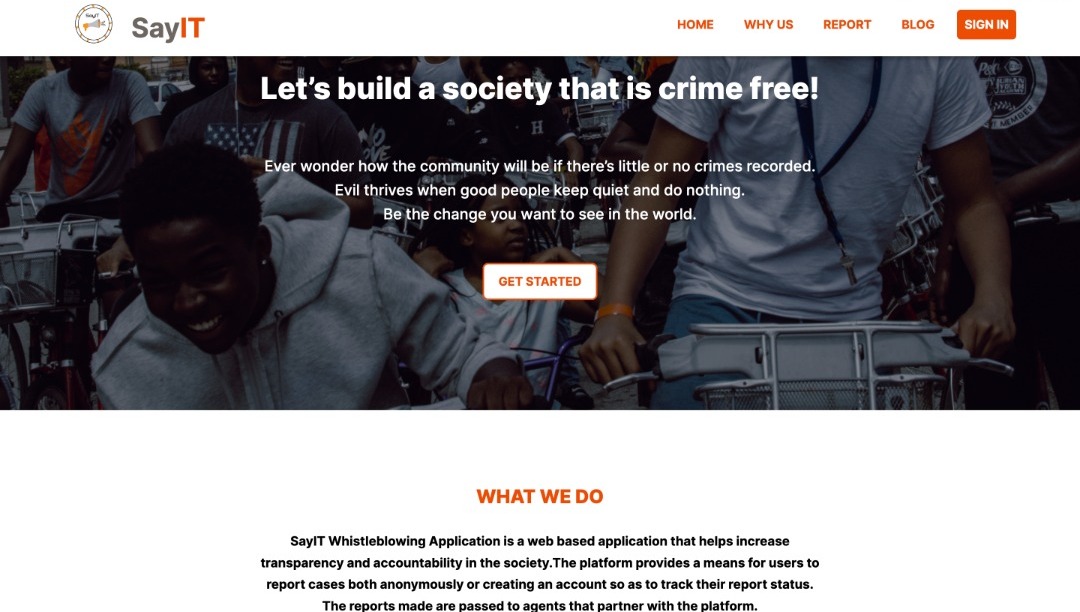 SayIT
SayIT
HOME
WHY US
REPORT
BLOG
SIGN IN
Let’s build a society that is crime free!
H
Ever wonder how the community will be if there’s little or no crimes recorded.
Evil thrives when good people keep quiet and do nothing.
Be the change you want to see in the world.
GET STARTED
WHAT WE DO
SayIT Whistleblowing Application is a web based application that helps increase
transparency and accountability in the society.The platform provides a means for users to
report cases both anonymously or creating an account so as to track their report status.
The reports made are passed to agents that partner with the platform.